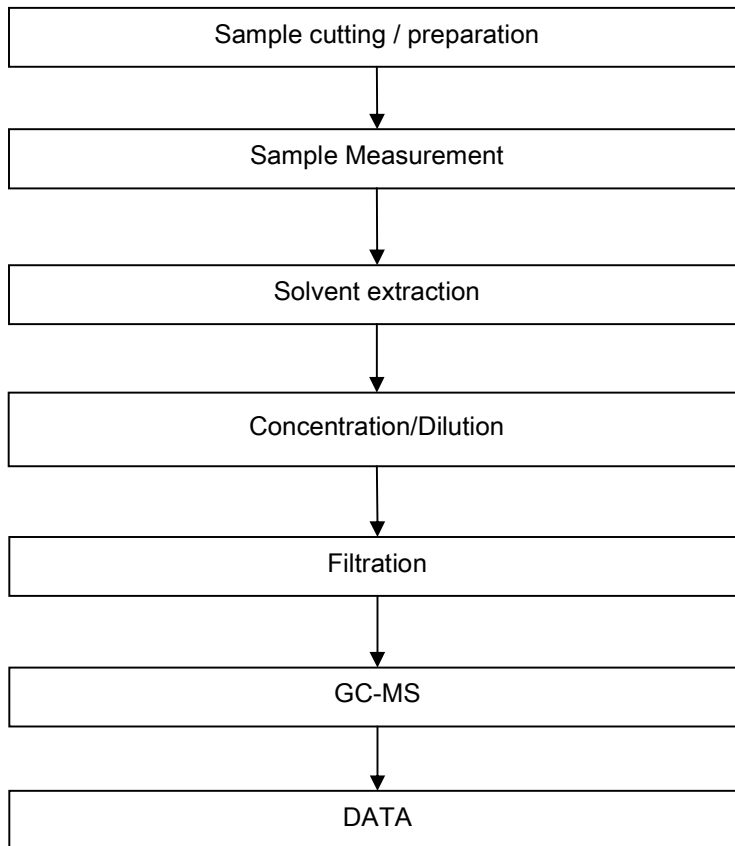 Sample cutting / preparation
Sample Measurement
Solvent extraction
Concentration/Dilution
Filtration
GC-MS
DATA